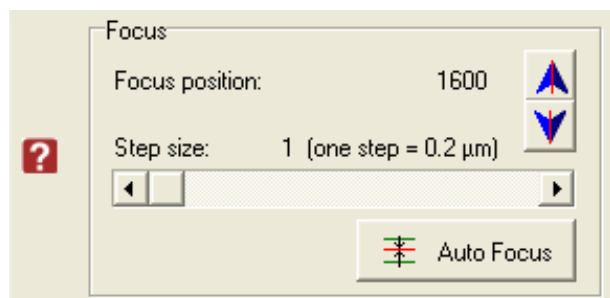 Focus
Focus position: 1600
?
Step size: 1 (one step = 0.2 µm)
Auto Focus